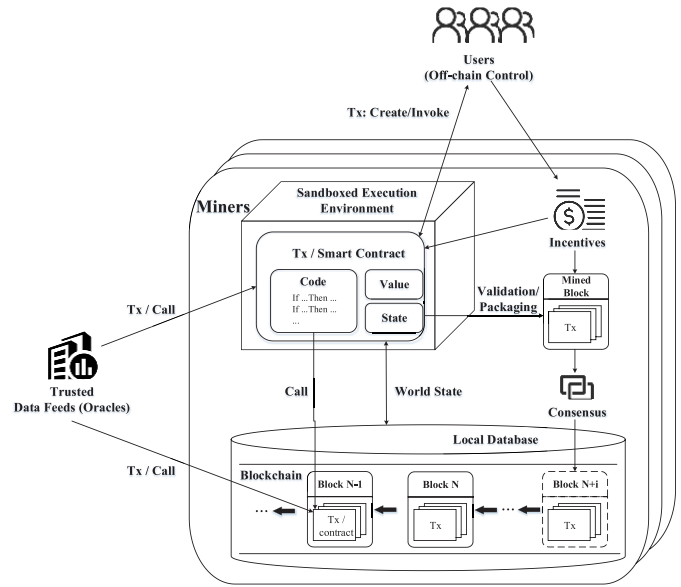 Users
(Off-chain Control)
Tx: Create/Invoke
Miners
Sandboxed Execution
Environment
Tx / Smart Contract
Code
If ...Then ...
If ...Then ...
...
Value
State
$
Incentives
Validation/
Packaging
Mined
Block
Tx
Tx / Call
Trusted
Data Feeds (Oracles)
Call
World State
Consensus
Local Database
Tx / Call
Blockchain
Block N-1
Block N
Block N+i
...
Tx /
contract
Tx
...
Tx